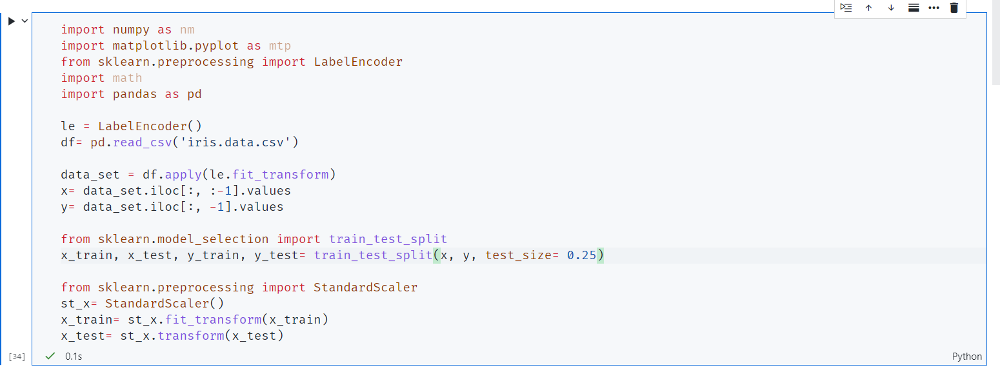 import numpy as nm
import matplotlib.pyplot as mtp
from sklearn.preprocessing import LabelEncoder
import math
import pandas as pd
le = LabelEncoder()
df= pd.read_csv('iris.data.csv')
data_set = df.apply(le.fit_transform)
x= data_set.iloc[:, :-1].values
y= data_set.iloc[:, -1].values
from sklearn.model_selection import train_test_split
x_train, x_test, y_train, y_test= train_test_split(x, y, test_size= 0.25)
from sklearn.preprocessing import StandardScaler
st_x= StandardScaler()
x_train= st_x.fit_transform(x_train)
x_test= st_x.transform(x_test)
[34] 0.1s Python